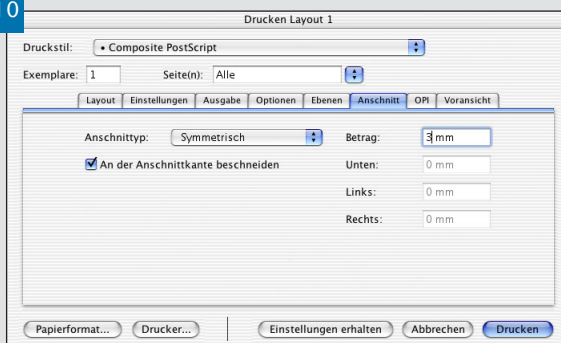 10
Drucken Layout 1
Druckstil: • Composite PostScript
Exemplare: 1 Seite(n): Alle
Layout Einstellungen Ausgabe Optionen Ebenen Anschnitt OPI Voransicht
Anschnittyp: Symmetrisch Betrag: 3 mm
An der Anschnittkante beschneiden Unten: 0 mm
Links: 0 mm
Rechts: 0 mm
Papierformat... Drucker... Einstellungen erhalten Abbrechen Drucken